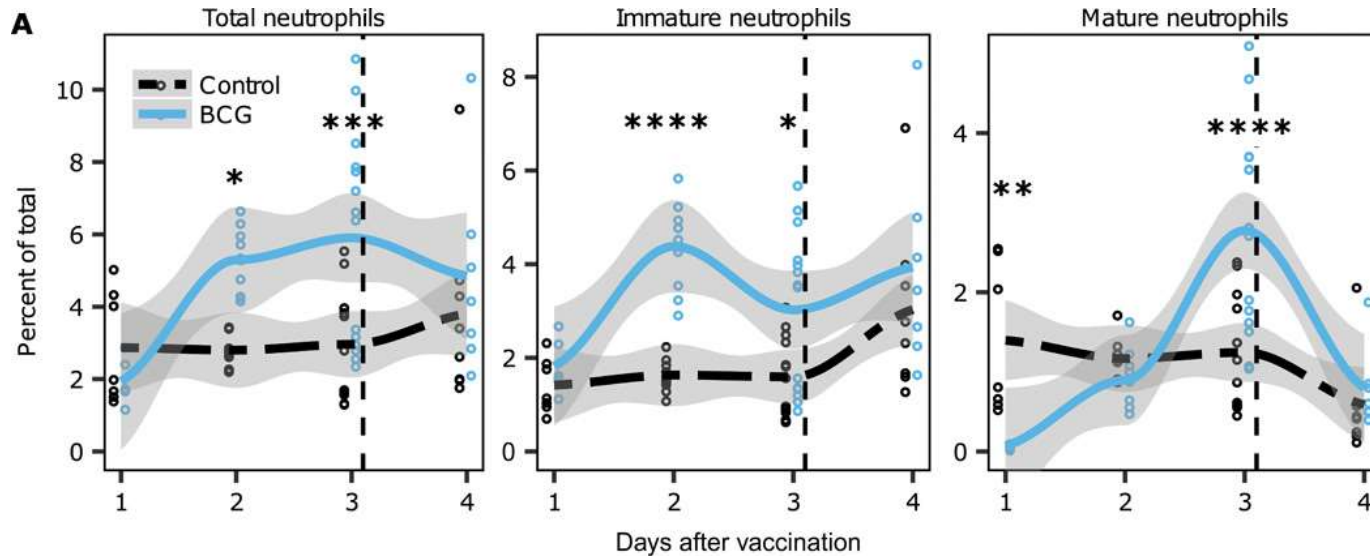 A
Total neutrophils
Immature neutrophils
Mature neutrophils
Control
BCG
*
***
****
*
**
****
10
8
6
4
2
0
8
6
4
2
0
4
2
0
Percent of total
1 2 3 4
1 2 3 4
1 2 3 4
Days after vaccination